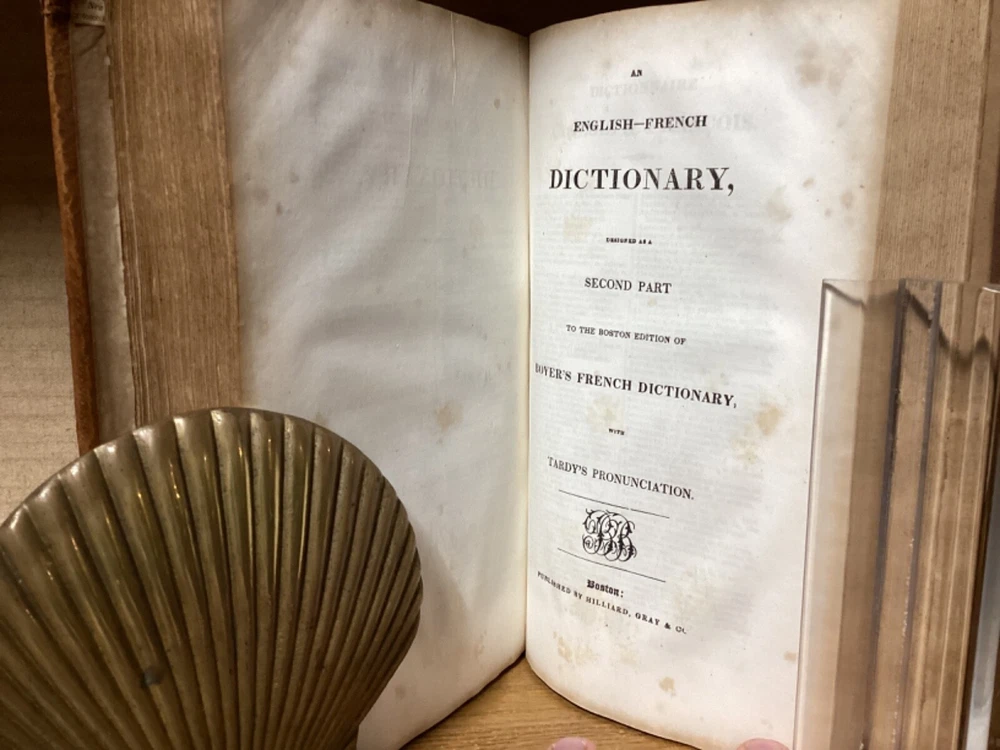 AN
ENGLISH—FRENCH
DICTIONARY,
DESIGNED AS A
SECOND PART
TO THE BOSTON EDITION OF
BOYER'S FRENCH DICTIONARY,
WITH
TARDY'S PRONUNCIATION.
Boston:
PUBLISHED BY HILLIARD, GRAY & Co.